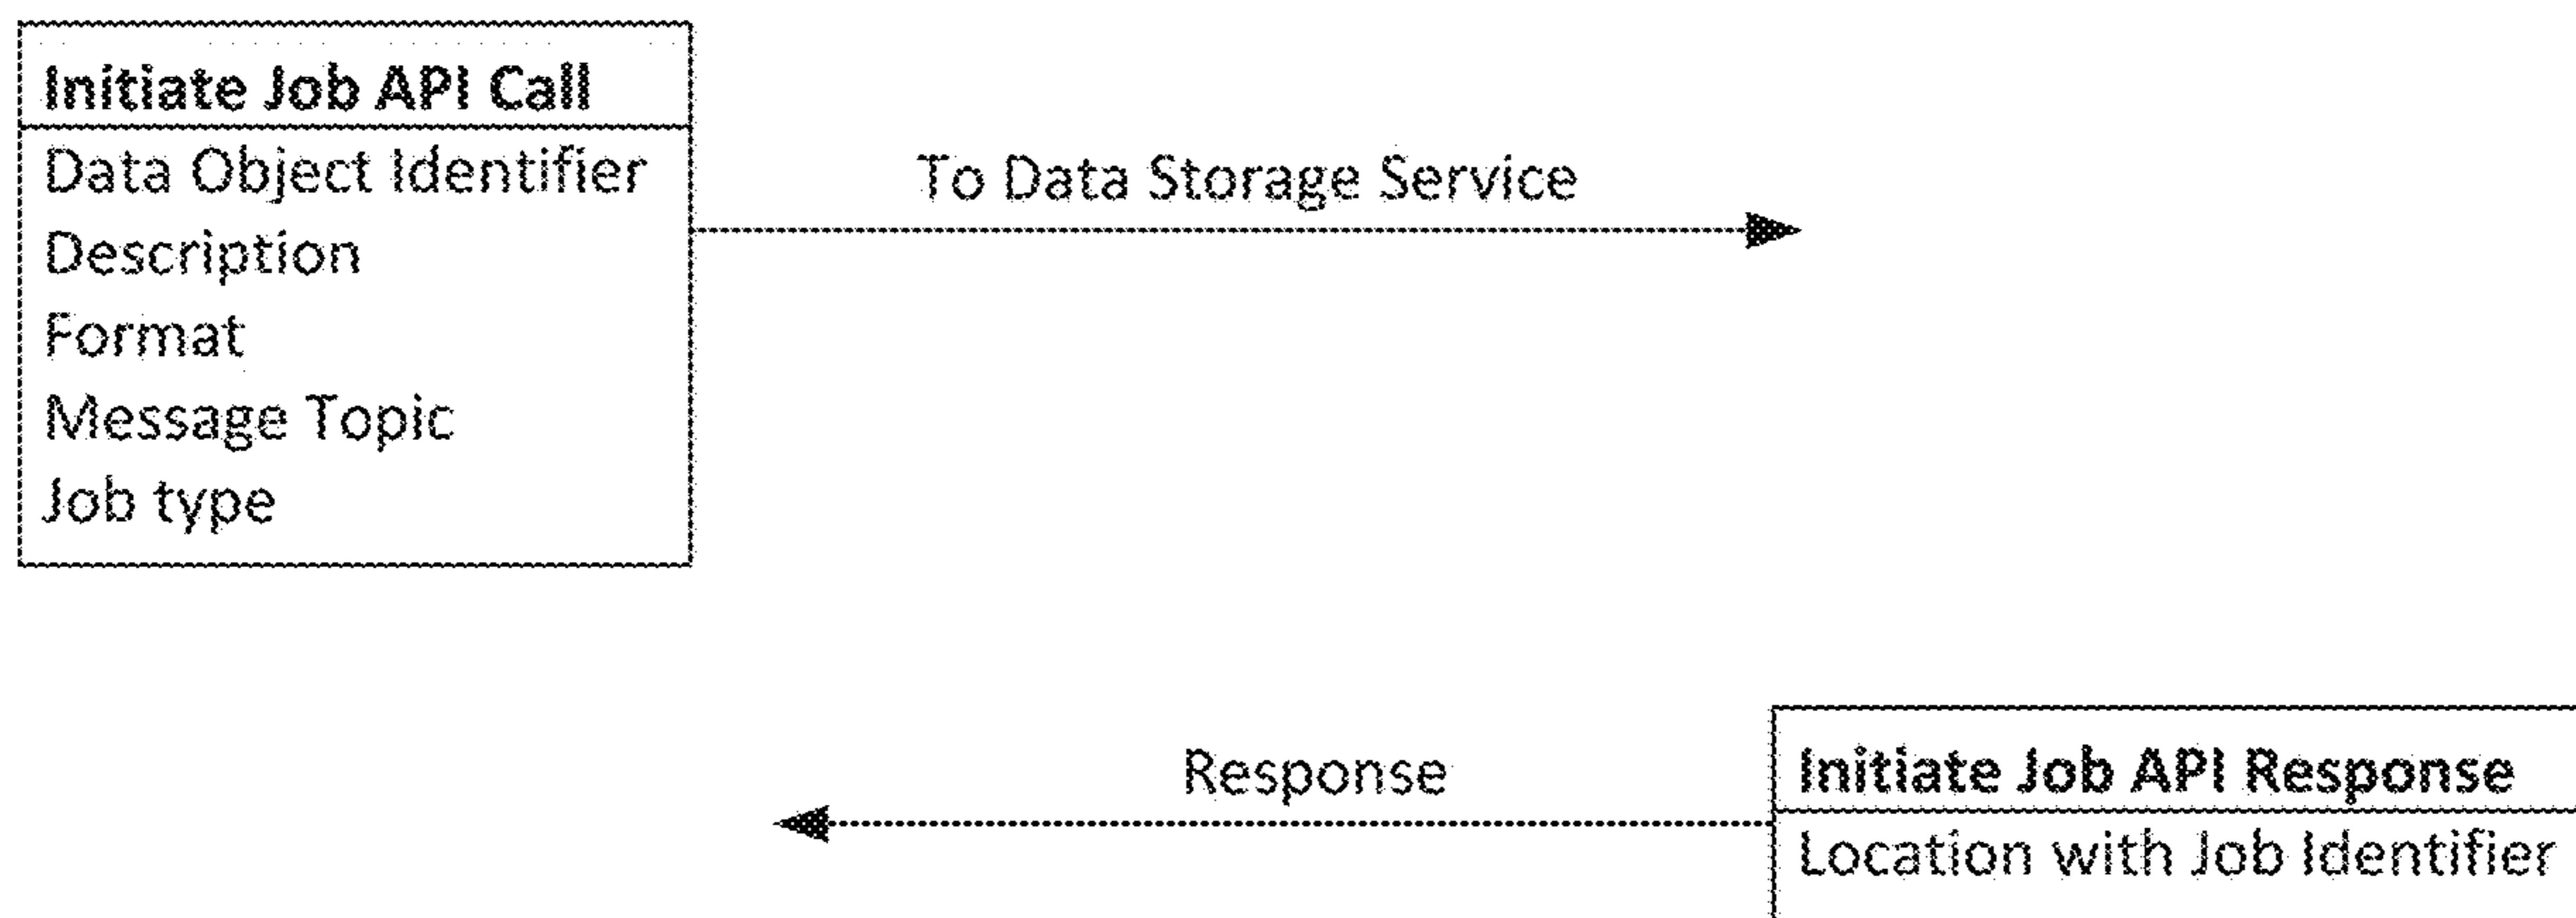 Initiate Job API Call
Data Object Identifier
Description
Format
Message Topic
Job type
To Data Storage Service
Response
Initiate Job API Response
Location with Job Identifier